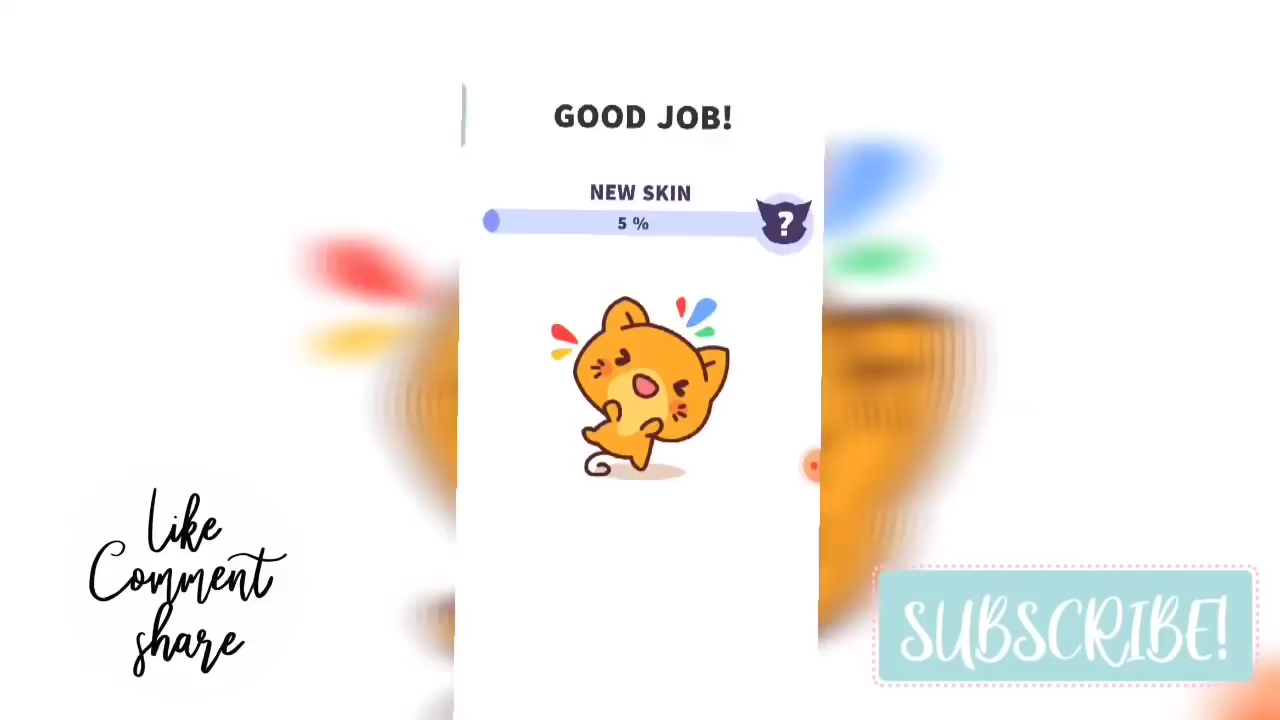 GOOD JOB!
NEW SKIN
5 %
?
like
Comment
share
SUBSCRIBE!